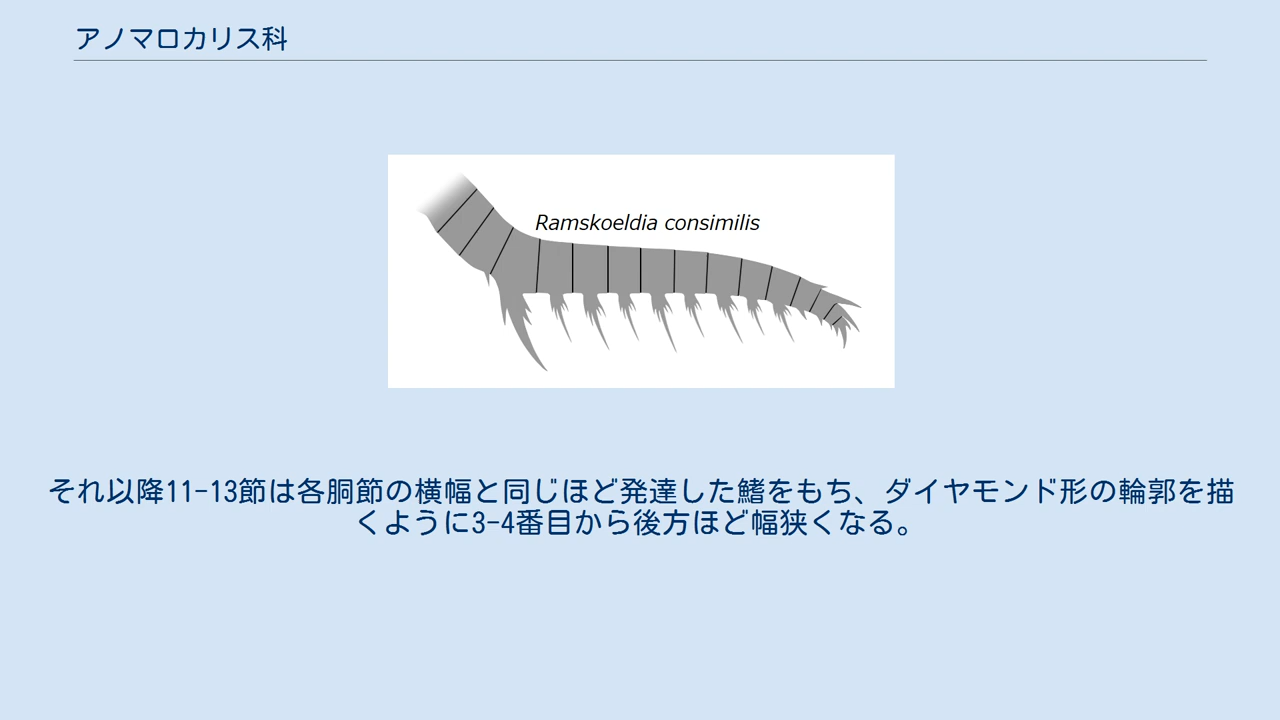 アノマロカリス科
Ramskoeldia consimilis
それ以降11-13節は各胴節の横幅と同じほど発達した鰭をもち、ダイヤモンド形の輪郭を描
くように3-4番目から後方ほど幅狭くなる。